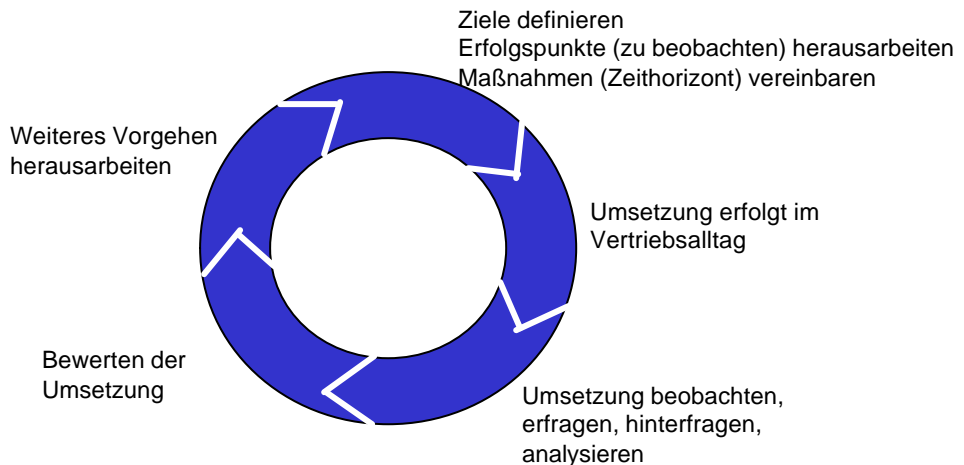 Ziele definieren
Erfolgspunkte (zu beobachten) herausarbeiten
Maßnahmen (Zeithorizont) vereinbaren
Umsetzung erfolgt im
Vertriebsalltag
Umsetzung beobachten,
erfragen, hinterfragen,
analysieren
Bewerten der
Umsetzung
Weiteres Vorgehen
herausarbeiten